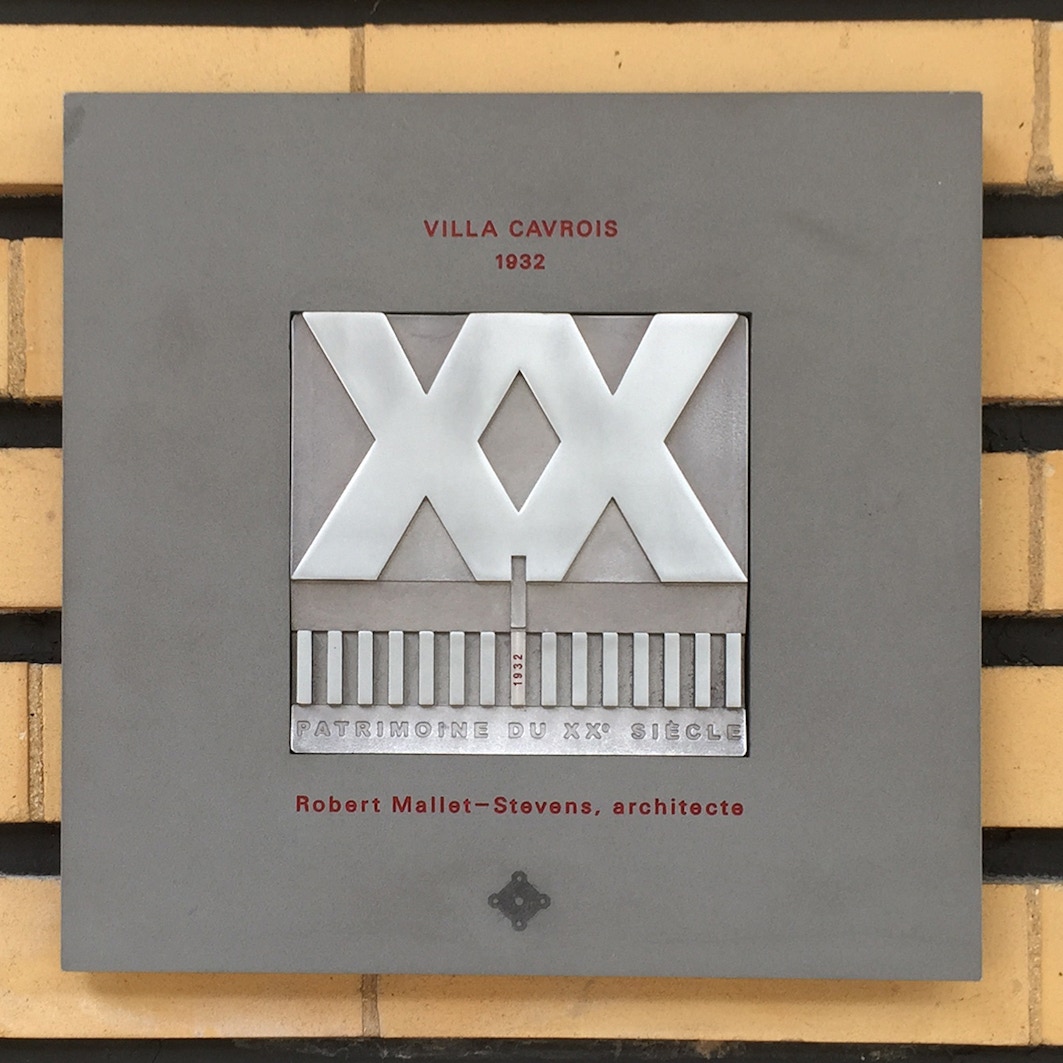 VILLA CAVROIS
1932
XX
1932
PATRIMOINE DU XXe SIÈCLE
Robert Mallet-Stevens, architecte